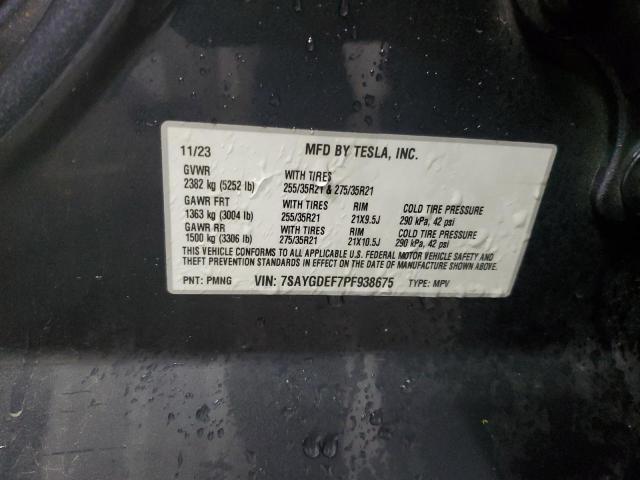 11/23 MFD BY TESLA, INC.
GVWR WITH TIRES
2382 kg (5252 lb) 255/35R21 & 275/35R21
GAWR FRT WITH TIRES RIM COLD TIRE PRESSURE
1363 kg (3004 lb) 255/35R21 21X9.5J 290 kPa, 42 psi
GAWR RR WITH TIRES RIM COLD TIRE PRESSURE
1500 kg (3306 lb) 275/35R21 21X10.5J 290 kPa, 42 psi
THIS VEHICLE CONFORMS TO ALL APPLICABLE U.S. FEDERAL MOTOR VEHICLE SAFETY AND
THEFT PREVENTION STANDARDS IN EFFECT ON THE DATE OF MANUFACTURE SHOWN ABOVE.
PNT: PMNG VIN: 7SAYGDEF7PF938675 TYPE: MPV